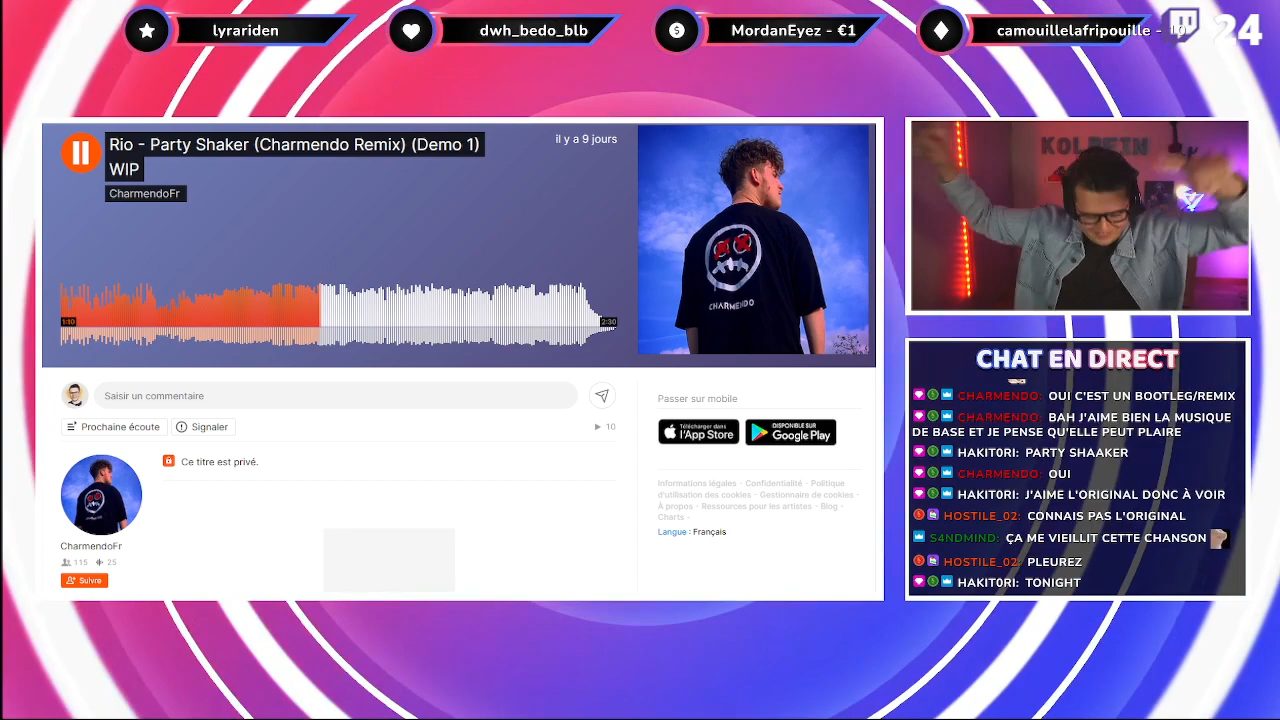 lyrariden
dwh_bedo_blb
MordanEyez - €1
camouillelafripouille -
24
Rio - Party Shaker (Charmendo Remix) (Demo 1)
WIP
CharmendoFr
il y a 9 jours
CHARMENDO
1:10
2:30
KOLPEIN
Saisir un commentaire
Prochaine écoute
Signaler
10
Ce titre est privé.
CharmendoFr
115
25
Suivre
Passer sur mobile
Télécharger dans
l'App Store
DISPONIBLE SUR
Google Play
Informations légales - Confidentialité - Politique
d'utilisation des cookies - Gestionnaire de cookies -
À propos - Ressources pour les artistes - Blog -
Charts -
Langue : Français
CHAT EN DIRECT
CHARMENDO: OUI C'EST UN BOOTLEG/REMIX
CHARMENDO: BAH J'AIME BIEN LA MUSIQUE
DE BASE ET JE PENSE QU'ELLE PEUT PLAIRE
HAKIT0RI: PARTY SHAAKER
CHARMENDO: OUI
HAKIT0RI: J'AIME L'ORIGINAL DONC À VOIR
HOSTILE_02: CONNAIS PAS L'ORIGINAL
S4NDMIND: ÇA ME VIEILLIT CETTE CHANSON
HOSTILE_02: PLEUREZ
HAKIT0RI: TONIGHT